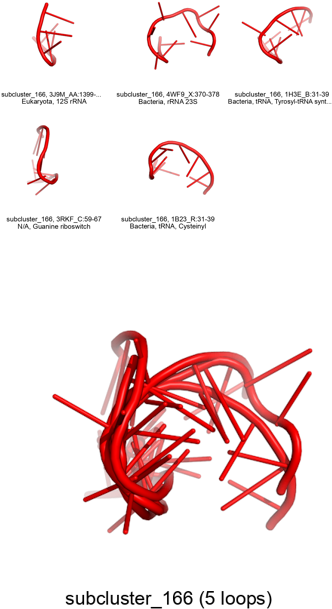 subcluster_166, 3J9M_AA:1399-...
Eukaryota, 12S rRNA
subcluster_166, 4WF9_X:370-378
Bacteria, rRNA 23S
subcluster_166, 1H3E_B:31-39
Bacteria, tRNA, Tyrosyl-tRNA synt...
subcluster_166, 3RKF_C:59-67
N/A, Guanine riboswitch
subcluster_166, 1B23_R:31-39
Bacteria, tRNA, Cysteinyl
subcluster_166 (5 loops)